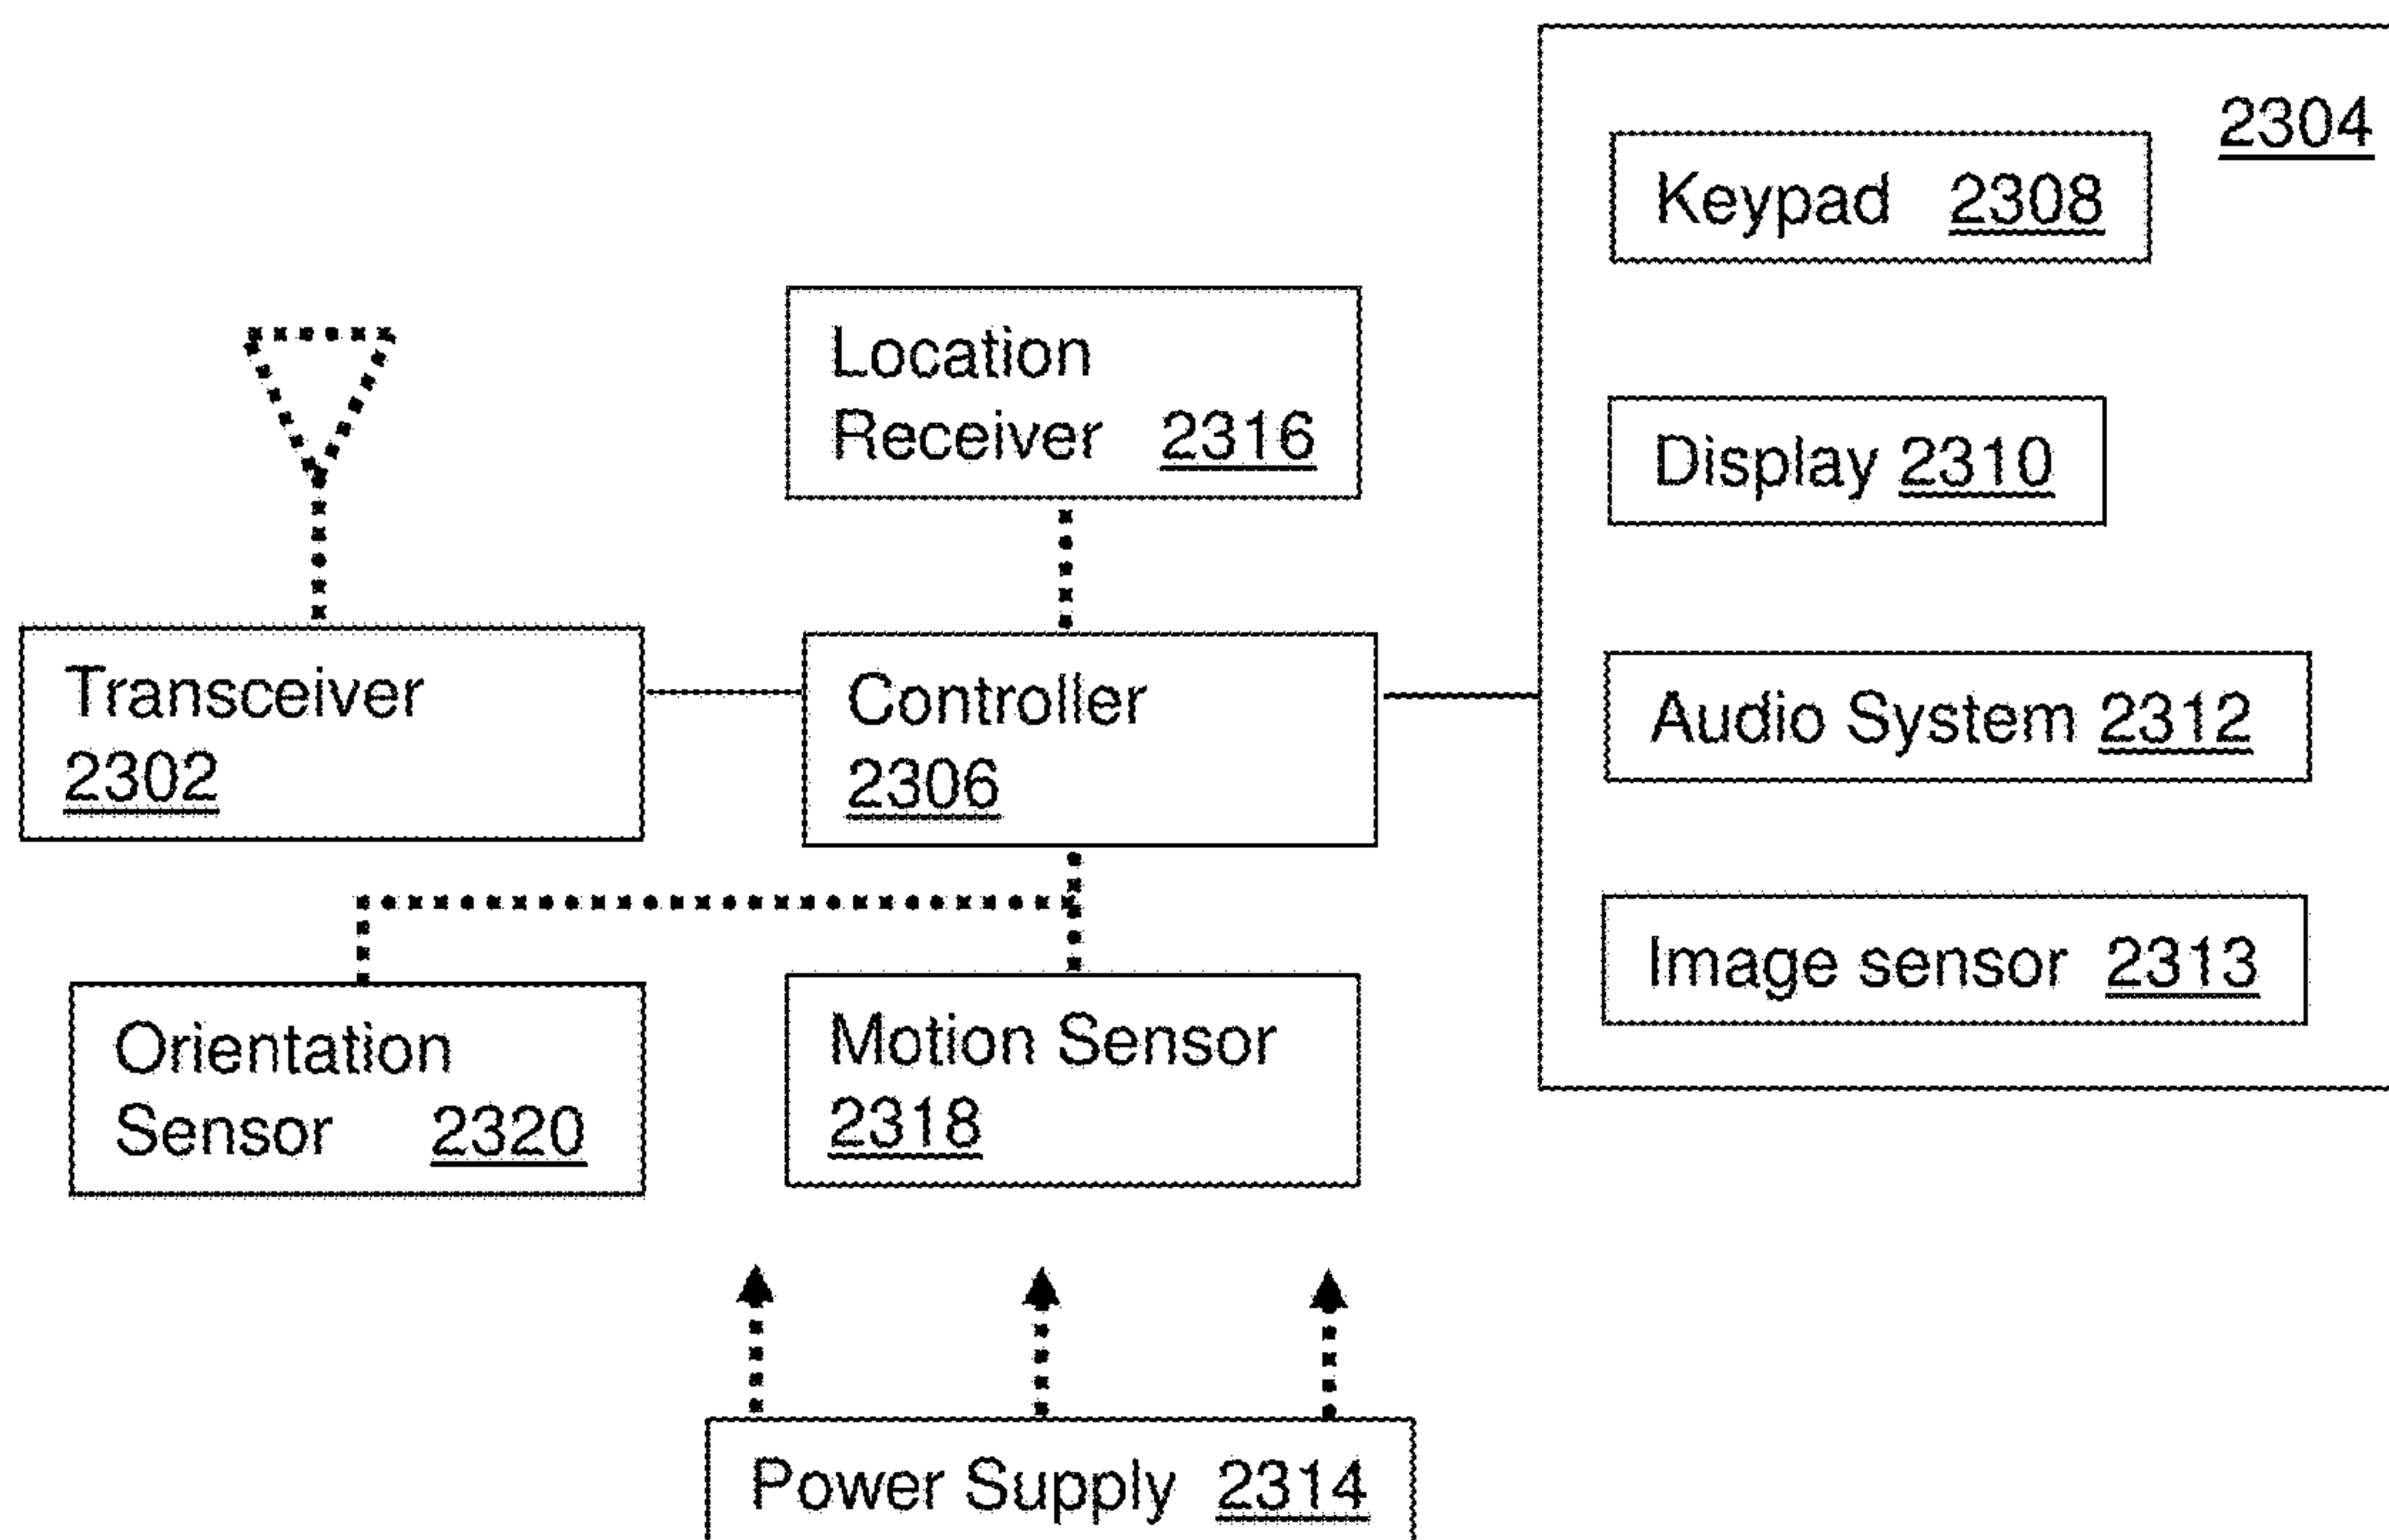 2304
Keypad 2308
Location
Receiver 2316
Display 2310
Transceiver
2302
Controller
2306
Audio System 2312
Image sensor 2313
Orientation
Sensor 2320
Motion Sensor
2318
Power Supply 2314